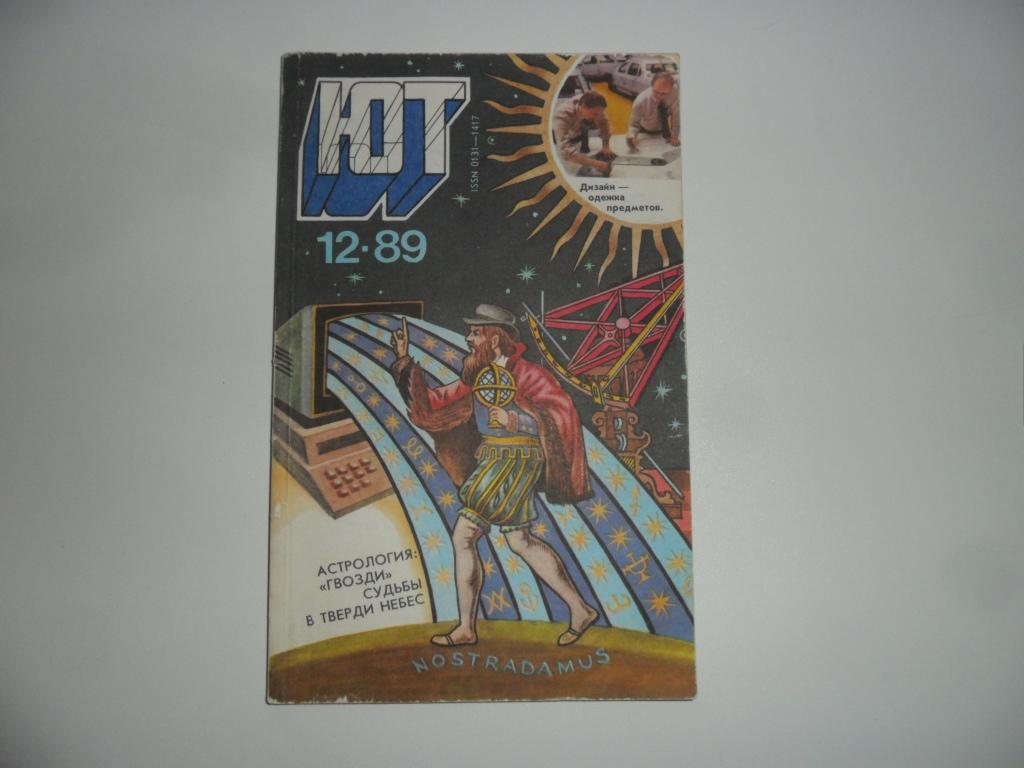 ЮТ
ISSN 0131—1417
12·89
Дизайн —
одежка
предметов.
АСТРОЛОГИЯ:
«ГВОЗДИ»
СУДЬБЫ
В ТВЕРДИ НЕБЕС
NOSTRADAMUS